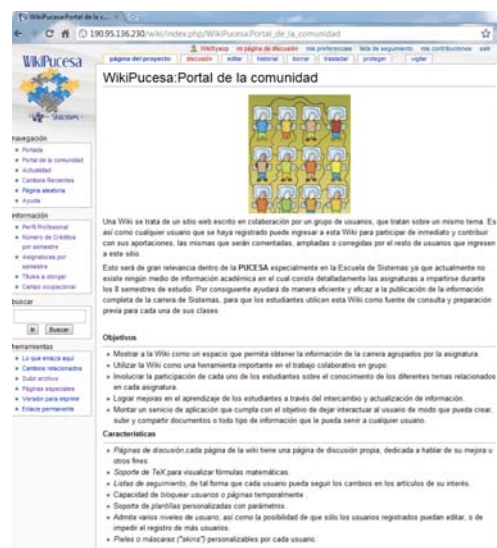 WikiPucesa:Portal de la c...
190.95.136.230/wiki/index.php/WikiPucesa:Portal_de_la_comunidad
mi página de discusión mis preferencias lista de seguimiento mis contribuciones salir
página del proyecto discusión editar historial borrar trasladar proteger vigilar
WikiPucesa
WikiPucesa:Portal de la comunidad
navegación
Portada
Portal de la comunidad
Actualidad
Cambios Recientes
Página aleatoria
Ayuda
información
Perfil Profesional
Número de Créditos
por semestre
Asignaturas por
semestre
Títulos a otorgar
Campo ocupacional
buscar
Ir Buscar
herramientas
Lo que enlaza aquí
Cambios relacionados
Subir archivo
Páginas especiales
Versión para imprimir
Enlace permanente
Una Wiki se trata de un sitio web escrito en colaboración por un grupo de usuarios, que tratan sobre un mismo tema. Es
así como cualquier usuario que se haya registrado puede ingresar a esta Wiki para participar de inmediato y contribuir
con sus aportaciones, las mismas que serán comentadas, ampliadas o corregidas por el resto de usuarios que ingresen
a este sitio.
Esto será de gran relevancia dentro de la PUCESA especialmente en la Escuela de Sistemas ya que actualmente no
existe ningún medio de información académica en el cual conste detalladamente las asignaturas a impartirse durante
los 8 semestres de estudio. Por consiguiente ayudará de manera eficiente y eficaz a la publicación de la información
completa de la carrera de Sistemas, para que los estudiantes utilicen esta Wiki como fuente de consulta y preparación
previa para cada una de sus clases.
Objetivos
Mostrar a la Wiki como un espacio que permita obtener la información de la carrera agrupados por la asignatura.
Utilizar la Wiki como una herramienta importante en el trabajo colaborativo en grupo.
Involucrar la participación de cada uno de los estudiantes sobre el conocimiento de los diferentes temas relacionados
en cada asignatura.
Lograr mejoras en el aprendizaje de los estudiantes a través del intercambio y actualización de información.
Montar un servicio de aplicación que cumpla con el objetivo de dejar interactuar al usuario de modo que pueda crear,
subir y compartir documentos o todo tipo de información que le pueda servir a cualquier usuario.
Características
Páginas de discusión,cada página de la wiki tiene una página de discusión propia, dedicada a hablar de su mejora u
otros fines.
Soporte de TeX para visualizar fórmulas matemáticas.
Listas de seguimiento, de tal forma que cada usuario pueda seguir los cambios en los artículos de su interés.
Capacidad de bloquear usuarios o páginas temporalmente .
Soporte de plantillas personalizadas con parámetros.
Admite varios niveles de usuario, así como la posibilidad de que sólo los usuarios registrados puedan editar, o de
impedir el registro de más usuarios.
Pieles o máscaras ("skins") personalizables por cada usuario.